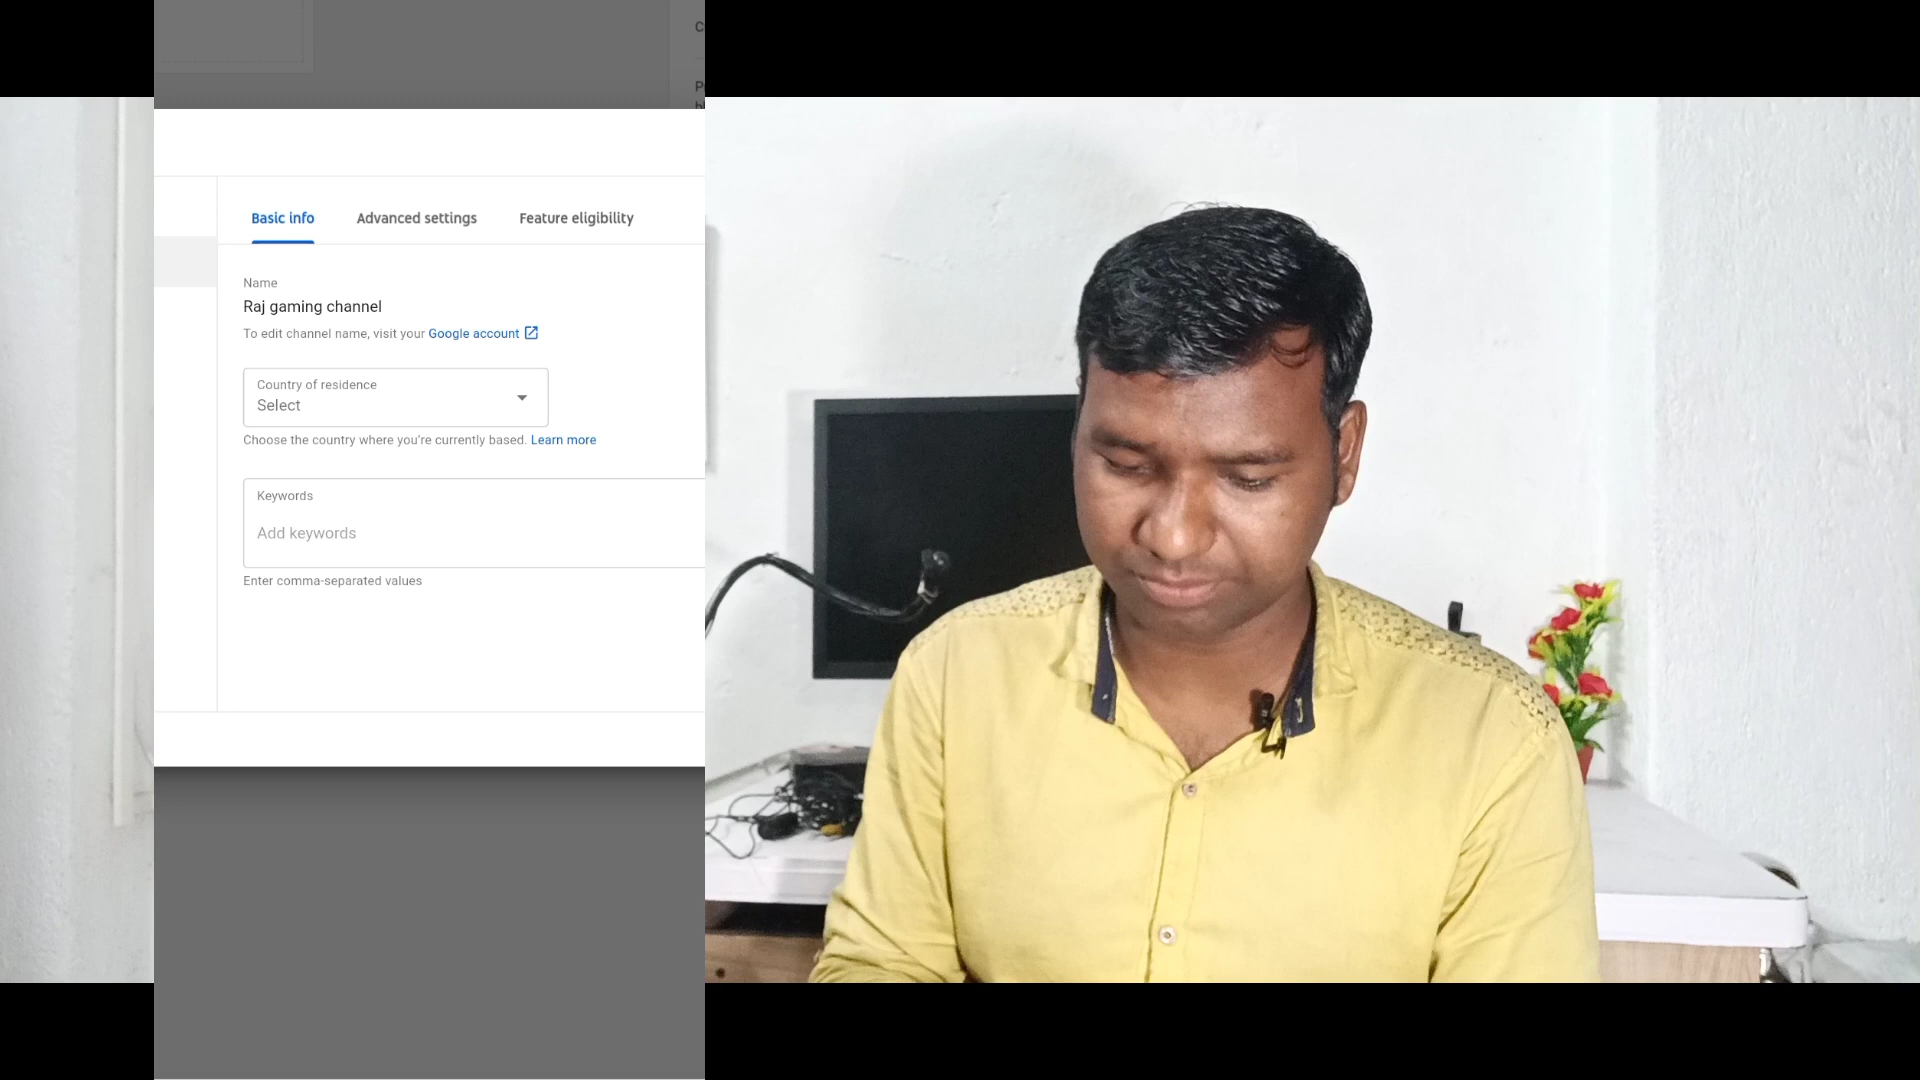 Basic info Advanced settings Feature eligibility
Name
Raj gaming channel
To edit channel name, visit your Google account
Country of residence
Select
Choose the country where you're currently based. Learn more
Keywords
Add keywords
Enter comma-separated values